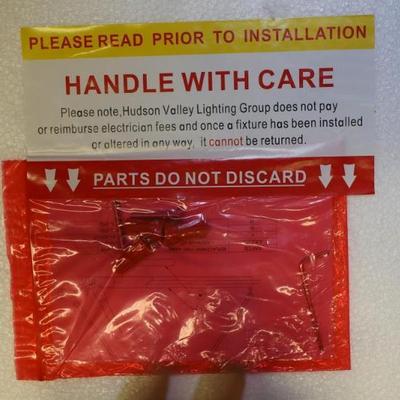 PLEASE READ PRIOR TO INSTALLATION
HANDLE WITH CARE
Please note,Hudson Valley Lighting Group does not pay
or reimburse electrician fees and once a fixture has been installed
or altered in any way, it cannot be returned.
PARTS DO NOT DISCARD